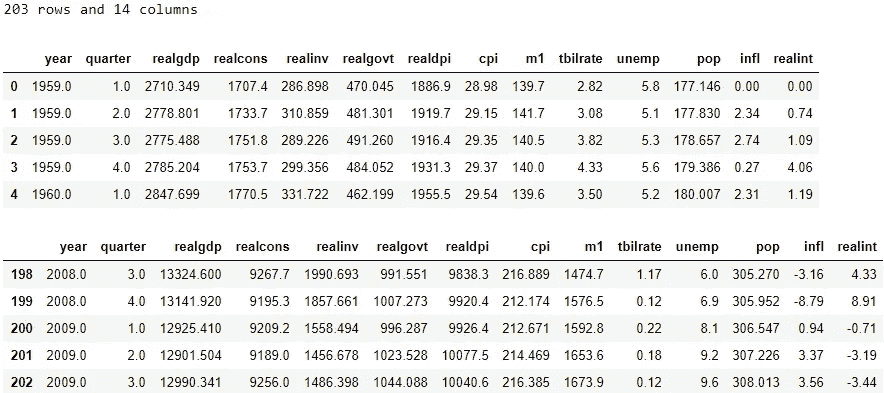 203 rows and 14 columns
year quarter realgdp realcons realinv realgovt realdpi cpi m1 tbilrate unemp pop infl realint
0 1959.0 1.0 2710.349 1707.4 286.898 470.045 1886.9 28.98 139.7 2.82 5.8 177.146 0.00 0.00
1 1959.0 2.0 2778.801 1733.7 310.859 481.301 1919.7 29.15 141.7 3.08 5.1 177.830 2.34 0.74
2 1959.0 3.0 2775.488 1751.8 289.226 491.260 1916.4 29.35 140.5 3.82 5.3 178.657 2.74 1.09
3 1959.0 4.0 2785.204 1753.7 299.356 484.052 1931.3 29.37 140.0 4.33 5.6 179.386 0.27 4.06
4 1960.0 1.0 2847.699 1770.5 331.722 462.199 1955.5 29.54 139.6 3.50 5.2 180.007 2.31 1.19
year quarter realgdp realcons realinv realgovt realdpi cpi m1 tbilrate unemp pop infl realint
198 2008.0 3.0 13324.600 9267.7 1990.693 991.551 9838.3 216.889 1474.7 1.17 6.0 305.270 -3.16 4.33
199 2008.0 4.0 13141.920 9195.3 1857.661 1007.273 9920.4 212.174 1576.5 0.12 6.9 305.952 -8.79 8.91
200 2009.0 1.0 12925.410 9209.2 1558.494 996.287 9926.4 212.671 1592.8 0.22 8.1 306.547 0.94 -0.71
201 2009.0 2.0 12901.504 9189.0 1456.678 1023.528 10077.5 214.469 1653.6 0.18 9.2 307.226 3.37 -3.19
202 2009.0 3.0 12990.341 9256.0 1486.398 1044.088 10040.6 216.385 1673.9 0.12 9.6 308.013 3.56 -3.44